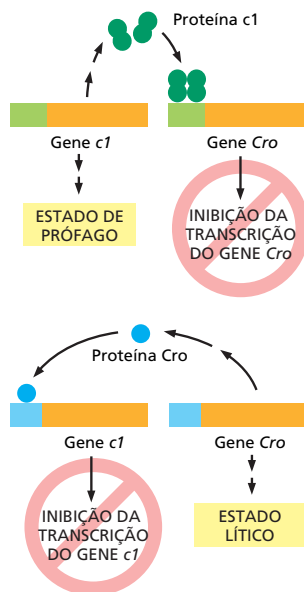 Proteína c1
Gene c1
Gene Cro
ESTADO DE
PRÓFAGO
INIBIÇÃO DA
TRANSCRIÇÃO
DO GENE Cro
Proteína Cro
Gene c1
Gene Cro
INIBIÇÃO DA
TRANSCRIÇÃO
DO GENE c1
ESTADO
LÍTICO